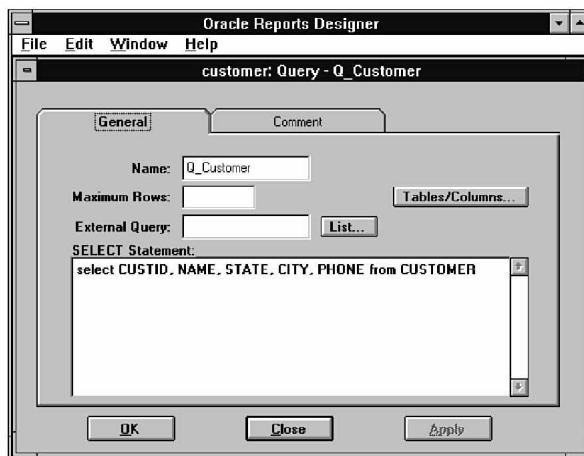 Oracle Reports Designer
File Edit Window Help
customer: Query - Q_Customer
General Comment
Name: Q_Customer
Maximum Rows: Tables/Columns...
External Query: List...
SELECT Statement:
select CUSTID, NAME, STATE, CITY, PHONE from CUSTOMER
OK Close Apply